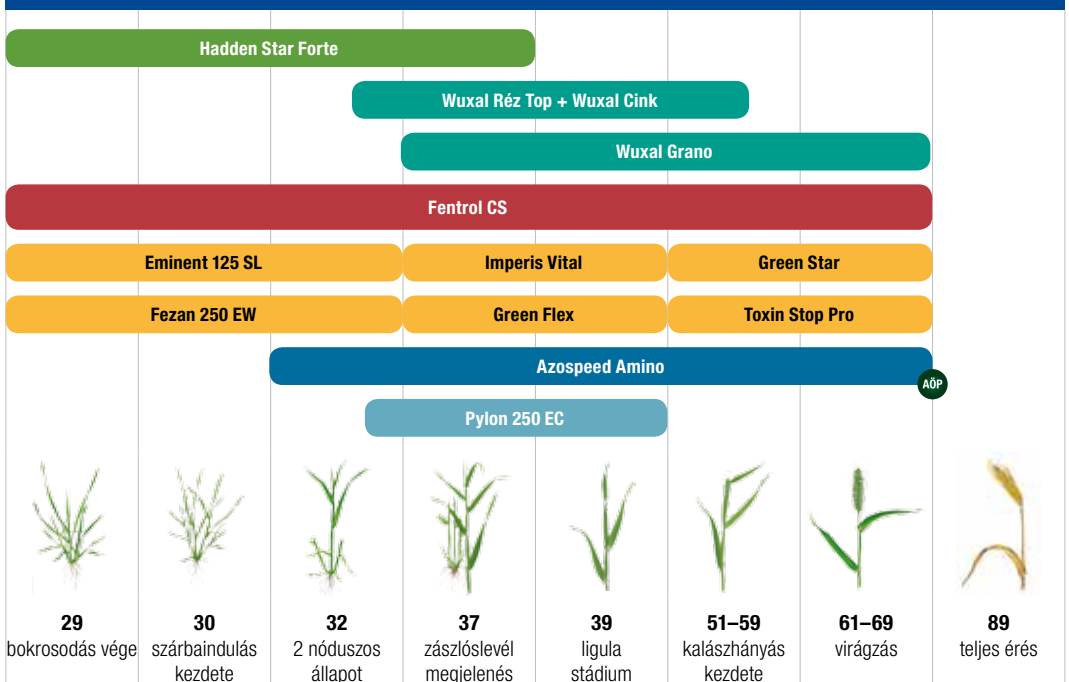 Hadden Star Forte
Wuxal Réz Top + Wuxal Cink
Wuxal Grano
Fentrol CS
Eminent 125 SL
Imperis Vital
Green Star
Fezan 250 EW
Green Flex
Toxin Stop Pro
Azospeed Amino
AÖP
Pylon 250 EC
29
bokrosodás vége
30
szárbaindulás
kezdete
32
2 nóduszos
állapot
37
zászlóslevél
megjelenés
39
ligula
stádium
51–59
kalászhányás
kezdete
61–69
virágzás
89
teljes érés